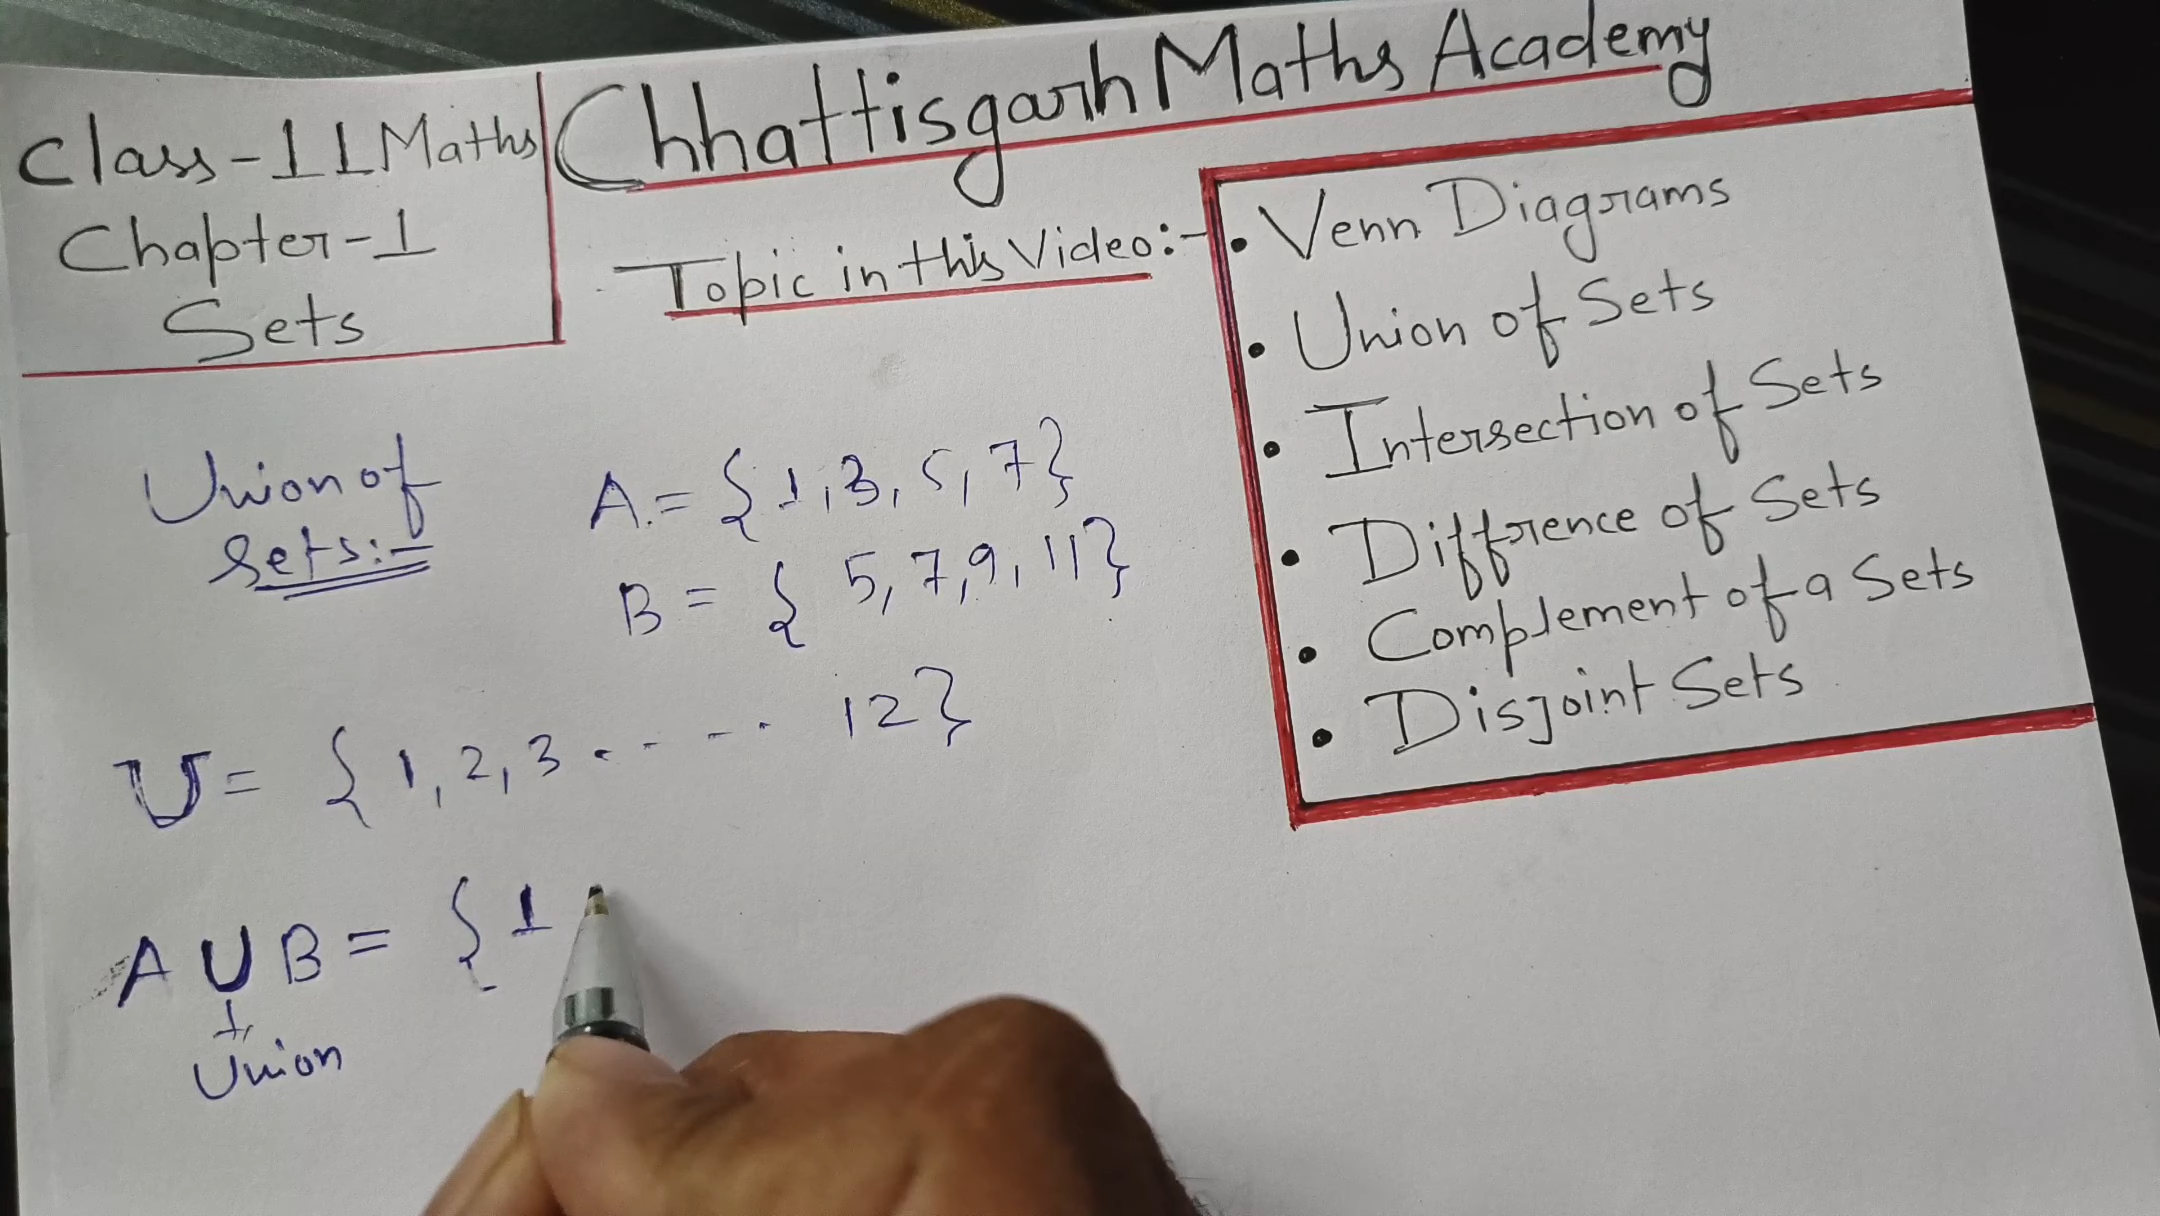 Class-11 Maths
Chapter-1
Sets
Chhattisgarh Maths Academy
Topic in this Video:-
• Venn Diagrams
• Union of Sets
• Intersection of Sets
• Diffrence of Sets
• Complement of a Sets
• Disjoint Sets
Union of
Sets:-
A = {1, 3, 5, 7}
B = { 5, 7, 9, 11}
U = { 1, 2, 3 . - - - - . 12}
A U B = { 1
Union